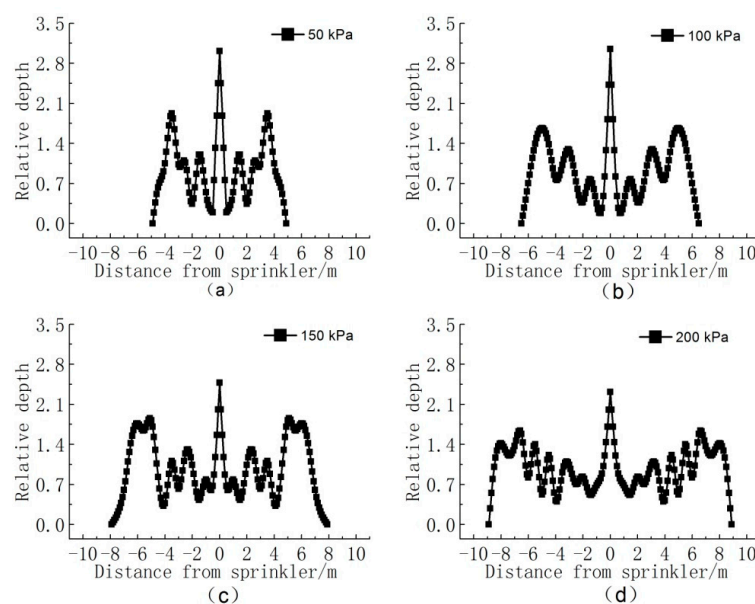 50 kPa
3.5
2.8
2.1
1.4
0.7
0.0
Relative depth
-10 -8 -6 -4 -2 0 2 4 6 8 10
Distance from sprinkler/m
(a)
100 kPa
3.5
2.8
2.1
1.4
0.7
0.0
Relative depth
-10 -8 -6 -4 -2 0 2 4 6 8 10
Distance from sprinkler/m
(b)
150 kPa
3.5
2.8
2.1
1.4
0.7
0.0
Relative depth
-10 -8 -6 -4 -2 0 2 4 6 8 10
Distance from sprinkler/m
(c)
200 kPa
3.5
2.8
2.1
1.4
0.7
0.0
Relative depth
-10 -8 -6 -4 -2 0 2 4 6 8 10
Distance from sprinkler/m
(d)